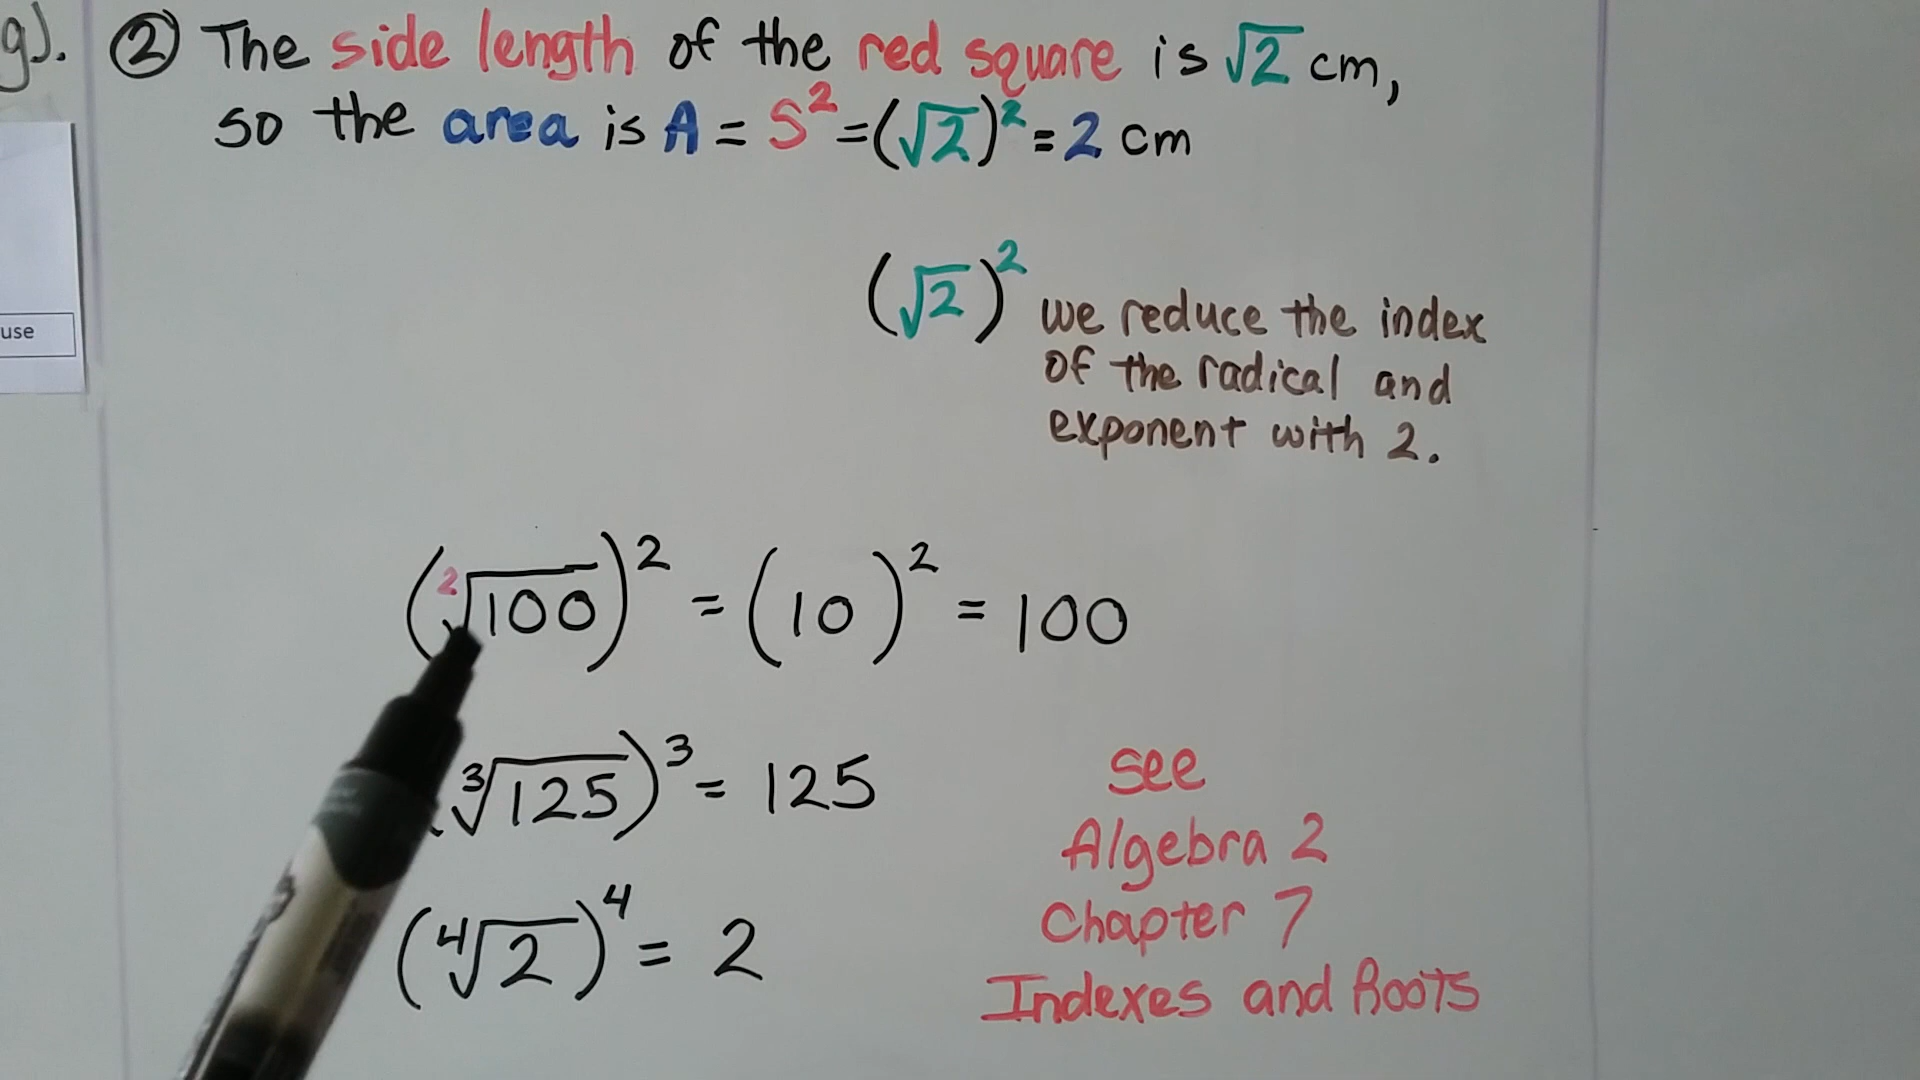 g).
② The side length of the red square is √2 cm,
so the area is A = S² = (√2)² = 2 cm
use
(√2)² we reduce the index
of the radical and
exponent with 2.
(²√100)² = (10)² = 100
(³√125)³ = 125
(⁴√2)⁴ = 2
see
Algebra 2
Chapter 7
Indexes and Roots